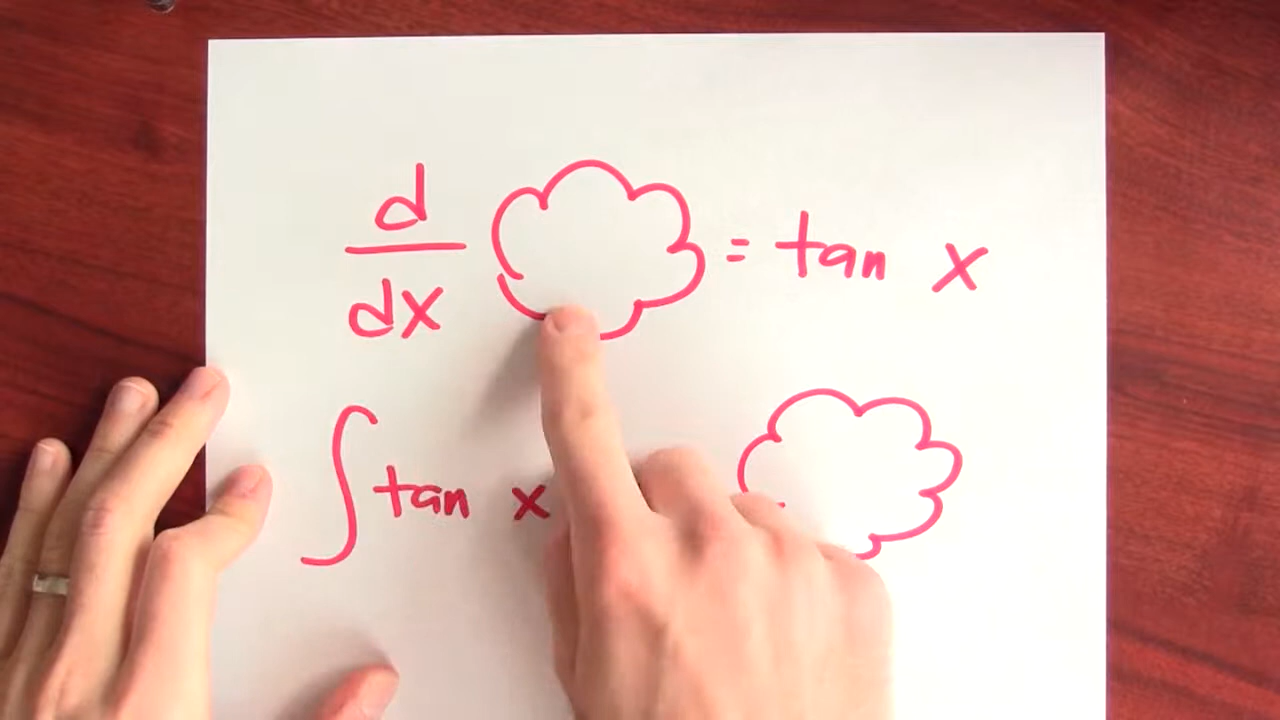 d/dx = tan x
∫ tan x